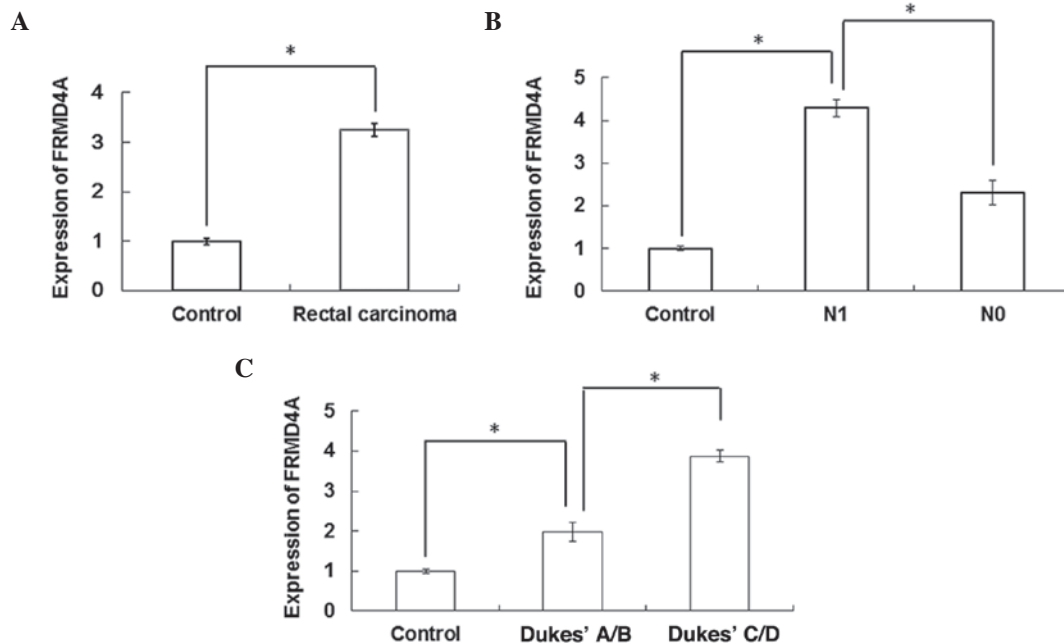 A
*
Expression of FRMD4A
4
3
2
1
0
Control Rectal carcinoma
B
*
*
Expression of FRMD4A
5
4
3
2
1
0
Control N1 N0
C
*
*
Expression of FRMD4A
5
4
3
2
1
0
Control Dukes' A/B Dukes' C/D